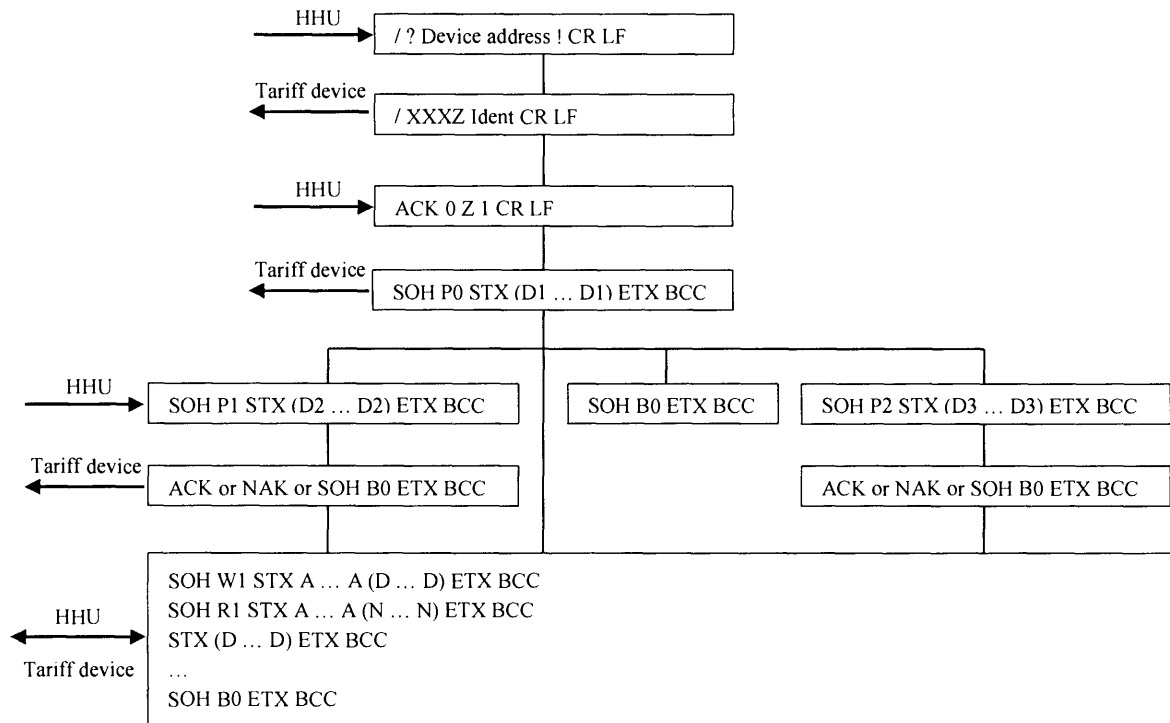 HHU
/ ? Device address ! CR LF
Tariff device
/ XXXZ Ident CR LF
HHU
ACK 0 Z 1 CR LF
Tariff device
SOH P0 STX (D1 ... D1) ETX BCC
HHU
SOH P1 STX (D2 ... D2) ETX BCC
SOH B0 ETX BCC
SOH P2 STX (D3 ... D3) ETX BCC
Tariff device
ACK or NAK or SOH B0 ETX BCC
ACK or NAK or SOH B0 ETX BCC
SOH W1 STX A ... A (D ... D) ETX BCC
SOH R1 STX A ... A (N ... N) ETX BCC
HHU
STX (D ... D) ETX BCC
Tariff device
...
SOH B0 ETX BCC